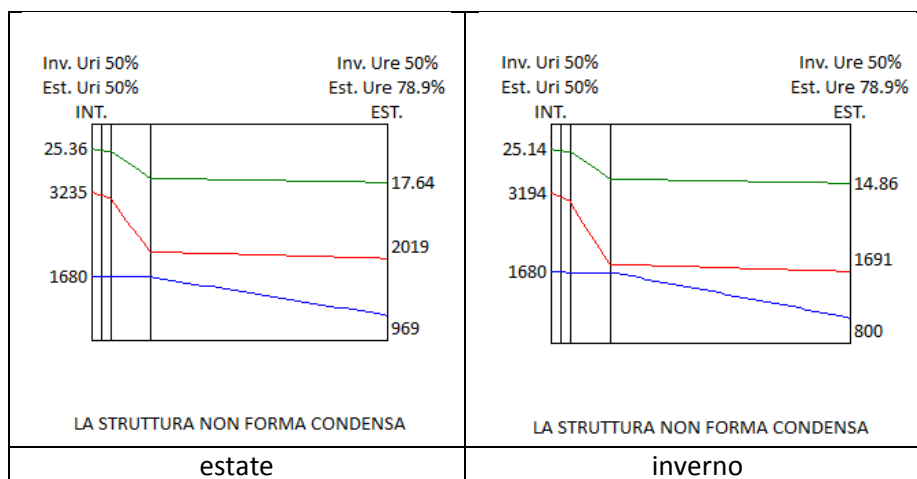 Inv. Uri 50% Inv. Ure 50%
Est. Uri 50% Est. Ure 78.9%
INT. EST.
25.36
17.64
3235
2019
1680
969
LA STRUTTURA NON FORMA CONDENSA
estate
Inv. Uri 50% Inv. Ure 50%
Est. Uri 50% Est. Ure 78.9%
INT. EST.
25.14
14.86
3194
1691
1680
800
LA STRUTTURA NON FORMA CONDENSA
inverno